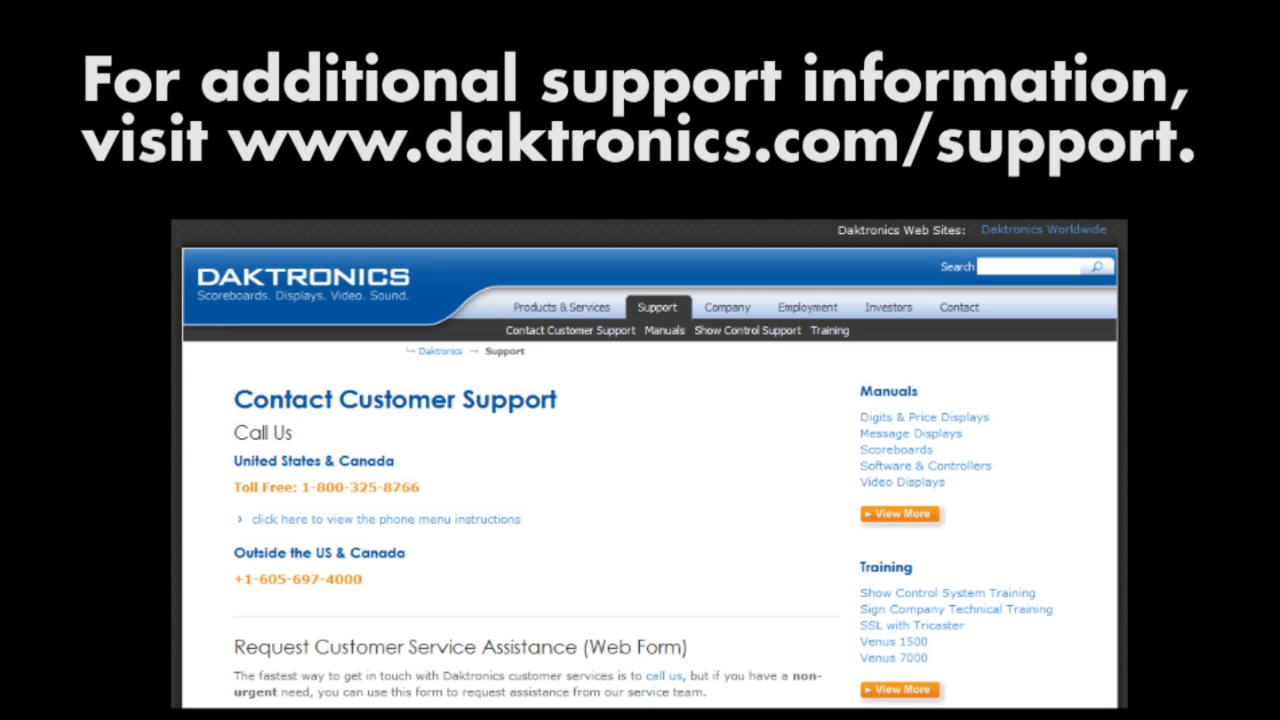 For additional support information,
visit www.daktronics.com/support.
Daktronics Web Sites: Daktronics Worldwide
DAKTRONICS
Scoreboards. Displays. Video. Sound.
Search
Products & Services Support Company Employment Investors Contact
Contact Customer Support Manuals Show Control Support Training
Daktronics → Support
Contact Customer Support
Call Us
United States & Canada
Toll Free: 1-800-325-8766
› click here to view the phone menu instructions
Outside the US & Canada
+1-605-697-4000
Request Customer Service Assistance (Web Form)
The fastest way to get in touch with Daktronics customer services is to call us, but if you have a non-
urgent need, you can use this form to request assistance from our service team.
Manuals
Digits & Price Displays
Message Displays
Scoreboards
Software & Controllers
Video Displays
View More
Training
Show Control System Training
Sign Company Technical Training
SSL with Tricaster
Venus 1500
Venus 7000
View More